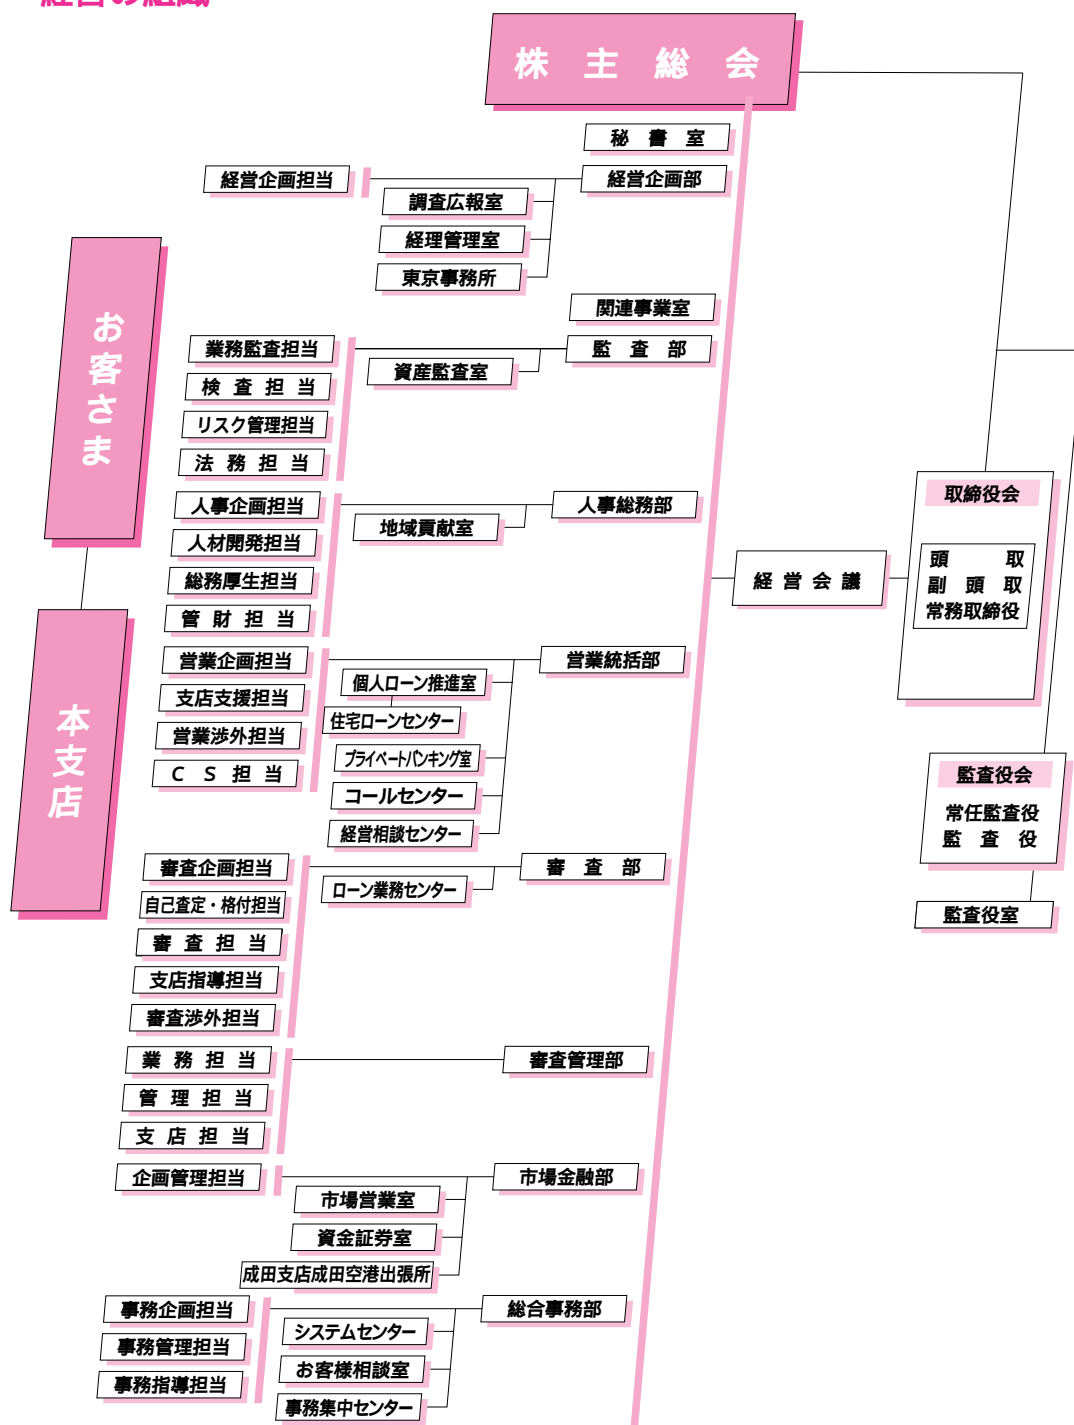 経営の組織
株主総会
秘書室
経営企画担当
経営企画部
調査広報室
経理管理室
東京事務所
関連事業室
業務監査担当
監査部
資産監査室
検査担当
リスク管理担当
法務担当
人事企画担当
人事総務部
地域貢献室
人材開発担当
総務厚生担当
管財担当
営業企画担当
営業統括部
個人ローン推進室
支店支援担当
住宅ローンセンター
営業渉外担当
プライベートバンキング室
CS担当
コールセンター
経営相談センター
審査企画担当
審査部
ローン業務センター
自己査定・格付担当
審査担当
支店指導担当
審査渉外担当
業務担当
審査管理部
管理担当
支店担当
企画管理担当
市場金融部
市場営業室
資金証券室
成田支店成田空港出張所
事務企画担当
総合事務部
システムセンター
事務管理担当
お客様相談室
事務指導担当
事務集中センター
お客さま
本支店
経営会議
取締役会
頭取
副頭取
常務取締役
監査役会
常任監査役
監査役
監査役室